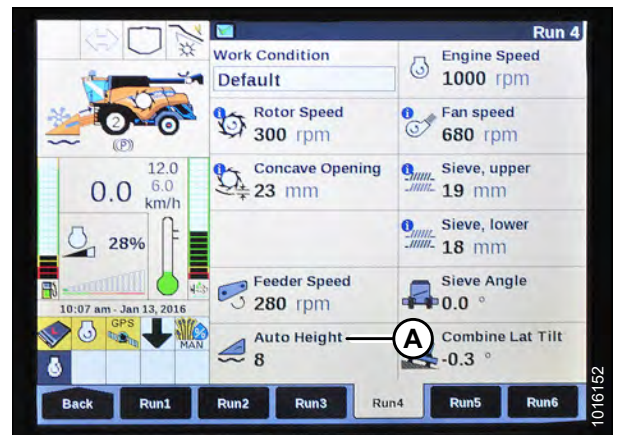 Run 4
Work Condition
Default
Engine Speed
1000 rpm
Rotor Speed
300 rpm
Fan speed
680 rpm
Concave Opening
23 mm
Sieve, upper
19 mm
Sieve, lower
18 mm
Feeder Speed
280 rpm
Sieve Angle
0.0 °
Auto Height
8
A
Combine Lat Tilt
-0.3 °
2
(P)
12.0
0.0 6.0
km/h
28%
10:07 am - Jan 13, 2016
GPS
%
MAN
Back Run1 Run2 Run3 Run4 Run5 Run6
1016152